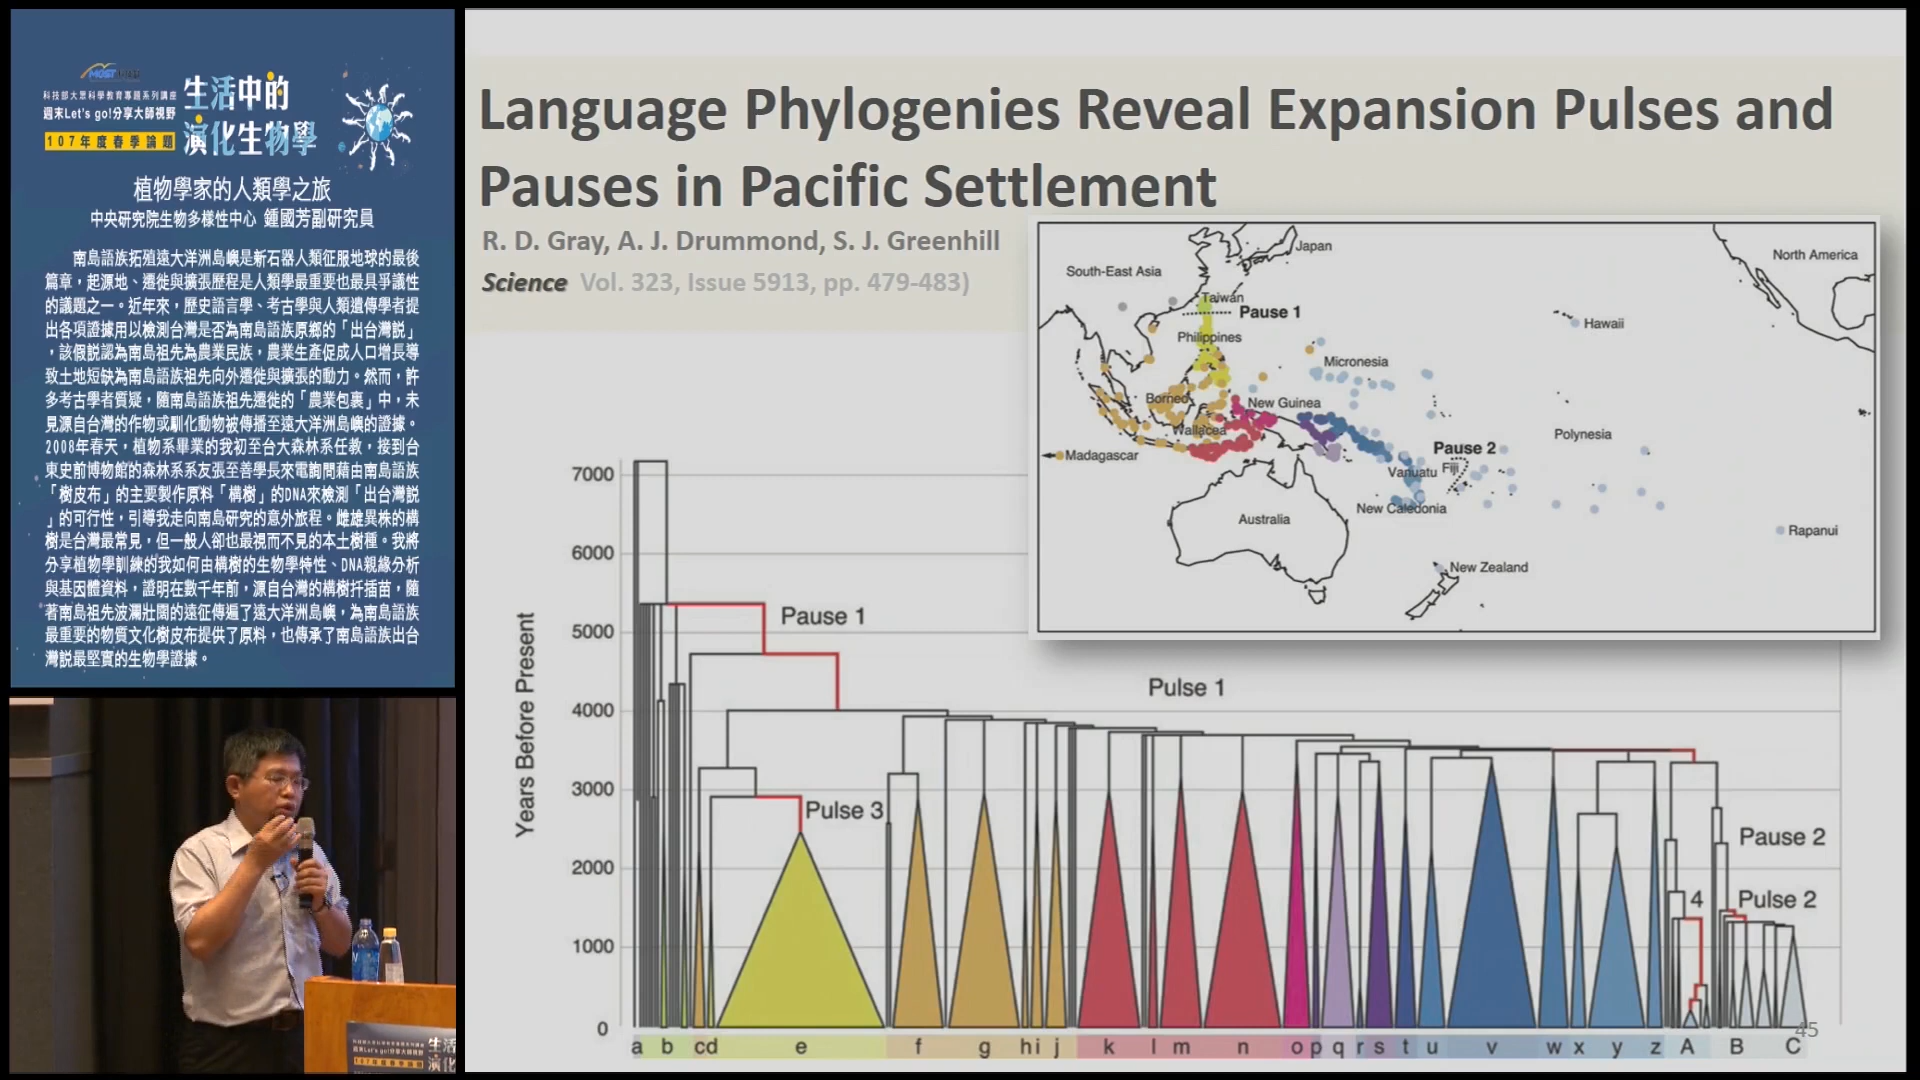 MOST
科技部大眾科學教育專題系列講座
週末Let's go!分享大師視野
107年度春季論題
生活中的
演化生物學
植物學家的人類學之旅
中央研究院生物多樣性中心 鍾國芳副研究員
南島語族拓殖遠大洋洲島嶼是新石器人類征服地球的最後
篇章，起源地、遷徙與擴張歷程是人類學最重要也最具爭議性
的議題之一。近年來，歷史語言學、考古學與人類遺傳學者提
出各項證據用以檢測台灣是否為南島語族原鄉的「出台灣說」
，該假說認為南島祖先為農業民族，農業生產促成人口增長導
致土地短缺為南島語族祖先向外遷徙與擴張的動力。然而，許
多考古學者質疑，隨南島語族祖先遷徙的「農業包裹」中，未
見源自台灣的作物或馴化動物被傳播至遠大洋洲島嶼的證據。
2008年春天，植物系畢業的我初至台大森林系任教，接到台
東史前博物館的森林系系友張至善學長來電詢問藉由南島語族
「樹皮布」的主要製作原料「構樹」的DNA來檢測「出台灣說
」的可行性，引導我走向南島研究的意外旅程。雌雄異株的構
樹是台灣最常見，但一般人卻也最視而不見的本土樹種。我將
分享植物學訓練的我如何由構樹的生物學特性、DNA親緣分析
與基因體資料，證明在數千年前，源自台灣的構樹扦插苗，隨
著南島祖先波瀾壯闊的遠征傳遍了遠大洋洲島嶼，為南島語族
最重要的物質文化樹皮布提供了原料，也傳承了南島語族出台
灣說最堅實的生物學證據。
Language Phylogenies Reveal Expansion Pulses and
Pauses in Pacific Settlement
R. D. Gray, A. J. Drummond, S. J. Greenhill
Science Vol. 323, Issue 5913, pp. 479-483)
Japan
North America
South-East Asia
Taiwan
Pause 1
Hawaii
Philippines
Micronesia
Borneo
New Guinea
Wallacea
Polynesia
Pause 2
Madagascar
Vanuatu
Fiji
New Caledonia
Australia
Rapanui
New Zealand
Years Before Present
7000
6000
5000
4000
3000
2000
1000
0
Pause 1
Pulse 1
Pulse 3
Pause 2
4
Pulse 2
45
a b cd e f g h i j k l m n o p q r s t u v w x y z A B C
107年度春季論題